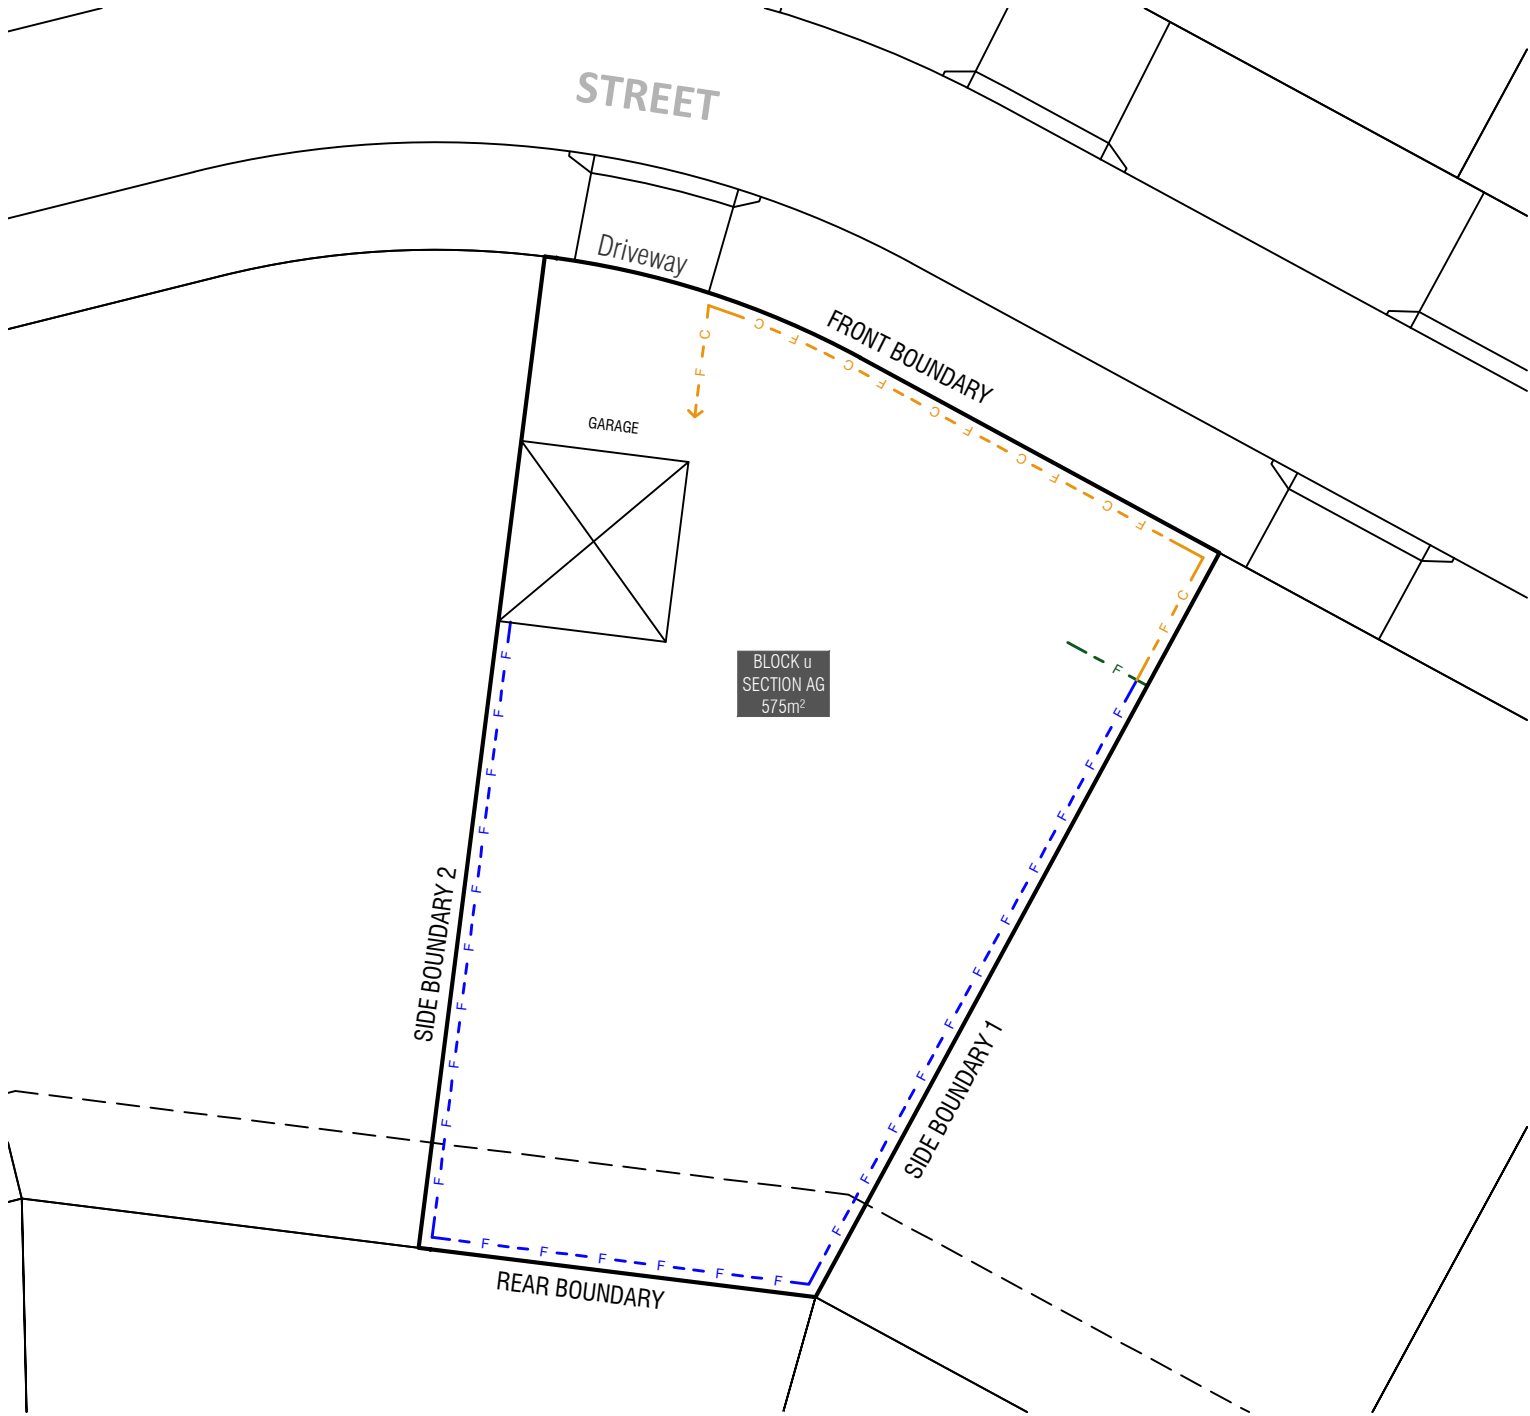 STREET
Driveway
FRONT BOUNDARY
C F C F C F C F C F
C
F
GARAGE
C
F
F
BLOCK u
SECTION AG
575m²
F F F F F F F F F F
SIDE BOUNDARY 2
F F F F F F F F F F F
SIDE BOUNDARY 1
F F F F F F
REAR BOUNDARY